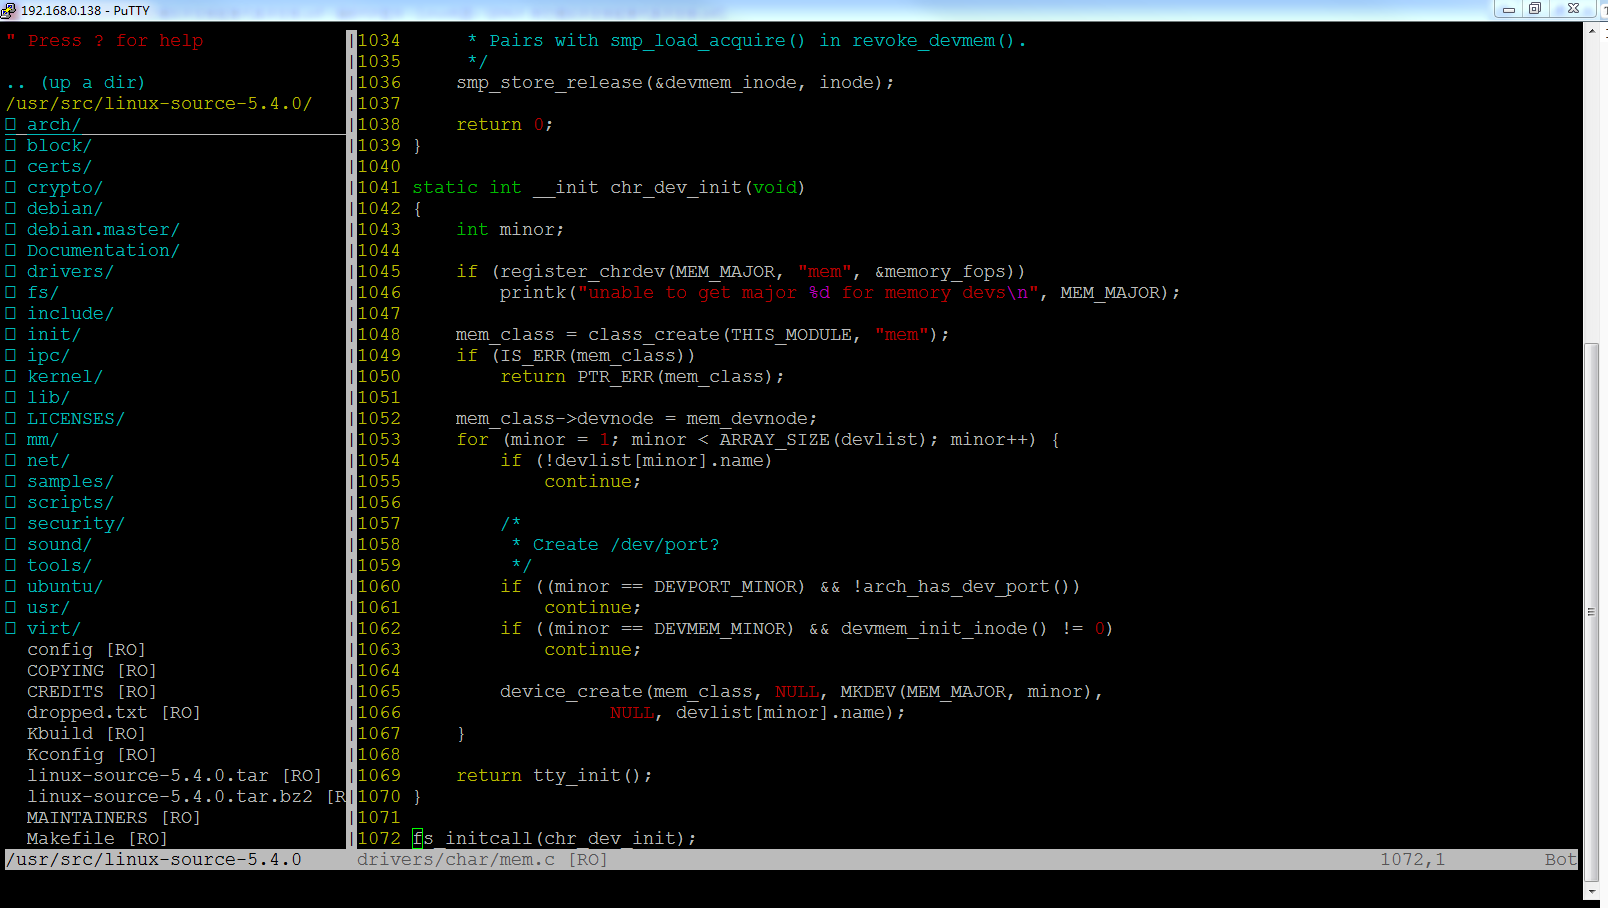 192.168.0.138 - PuTTY
" Press ? for help
.. (up a dir)
/usr/src/linux-source-5.4.0/
arch/
block/
certs/
crypto/
debian/
debian.master/
Documentation/
drivers/
fs/
include/
init/
ipc/
kernel/
lib/
LICENSES/
mm/
net/
samples/
scripts/
security/
sound/
tools/
ubuntu/
usr/
virt/
config [RO]
COPYING [RO]
CREDITS [RO]
dropped.txt [RO]
Kbuild [RO]
Kconfig [RO]
linux-source-5.4.0.tar [RO]
linux-source-5.4.0.tar.bz2 [R
MAINTAINERS [RO]
Makefile [RO]
/usr/src/linux-source-5.4.0
1034      * Pairs with smp_load_acquire() in revoke_devmem().
1035      */
1036     smp_store_release(&devmem_inode, inode);
1037
1038     return 0;
1039 }
1040
1041 static int __init chr_dev_init(void)
1042 {
1043     int minor;
1044
1045     if (register_chrdev(MEM_MAJOR, "mem", &memory_fops))
1046         printk("unable to get major %d for memory devs\n", MEM_MAJOR);
1047
1048     mem_class = class_create(THIS_MODULE, "mem");
1049     if (IS_ERR(mem_class))
1050         return PTR_ERR(mem_class);
1051
1052     mem_class->devnode = mem_devnode;
1053     for (minor = 1; minor < ARRAY_SIZE(devlist); minor++) {
1054         if (!devlist[minor].name)
1055             continue;
1056
1057         /*
1058          * Create /dev/port?
1059          */
1060         if ((minor == DEVPORT_MINOR) && !arch_has_dev_port())
1061             continue;
1062         if ((minor == DEVMEM_MINOR) && devmem_init_inode() != 0)
1063             continue;
1064
1065         device_create(mem_class, NULL, MKDEV(MEM_MAJOR, minor),
1066                   NULL, devlist[minor].name);
1067     }
1068
1069     return tty_init();
1070 }
1071
1072 fs_initcall(chr_dev_init);
drivers/char/mem.c [RO] 1072,1 Bot